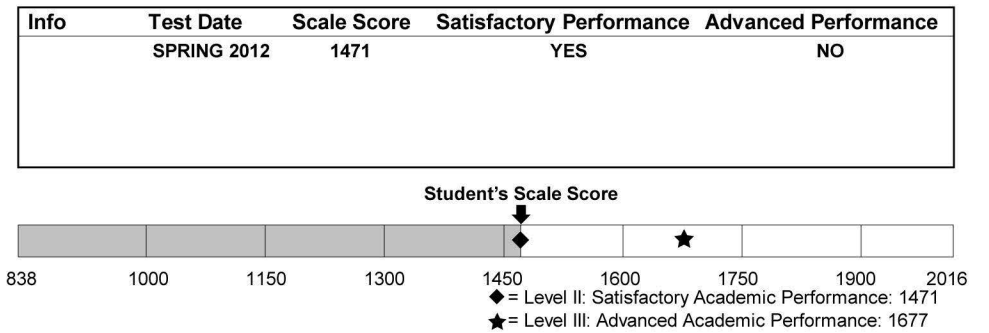 Info Test Date Scale Score Satisfactory Performance Advanced Performance
SPRING 2012 1471 YES NO
Student's Scale Score
838 1000 1150 1300 1450 1600 1750 1900 2016
= Level II: Satisfactory Academic Performance: 1471
= Level III: Advanced Academic Performance: 1677